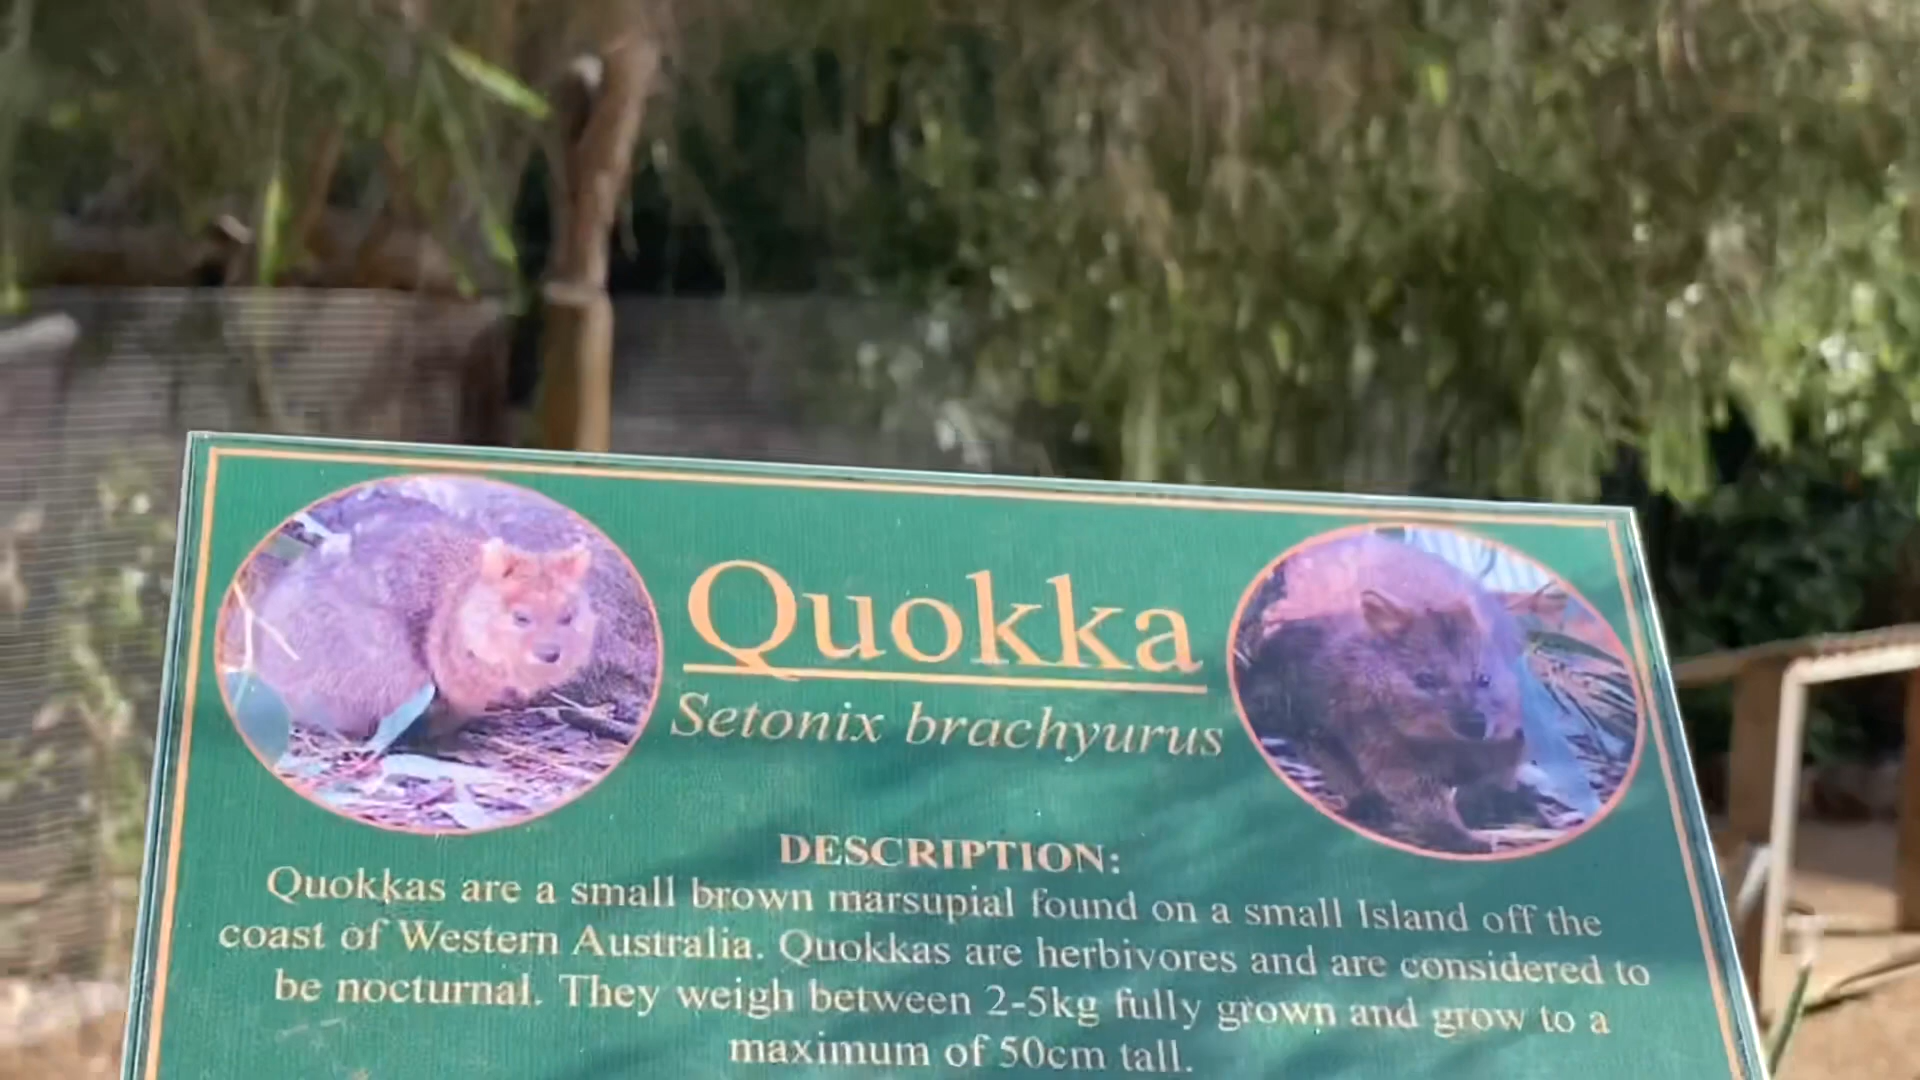 Quokka
Setonix brachyurus
DESCRIPTION:
Quokkas are a small brown marsupial found on a small Island off the
coast of Western Australia. Quokkas are herbivores and are considered to
be nocturnal. They weigh between 2-5kg fully grown and grow to a
maximum of 50cm tall.